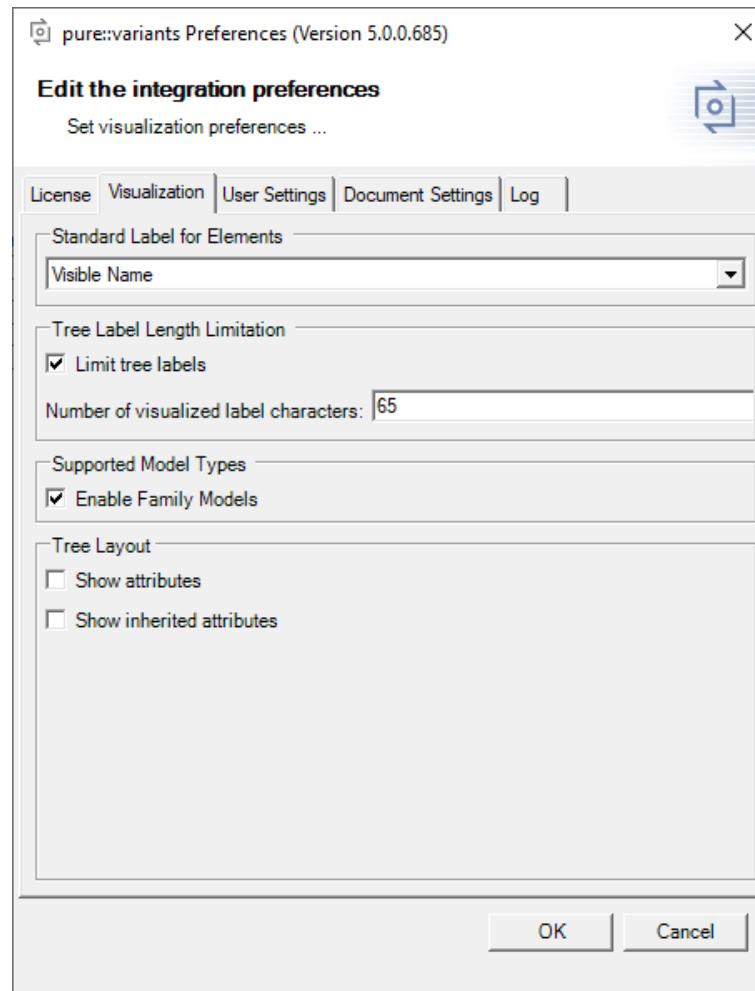 pure::variants Preferences (Version 5.0.0.685)
Edit the integration preferences
Set visualization preferences ...
License Visualization User Settings Document Settings Log
Standard Label for Elements
Visible Name
Tree Label Length Limitation
Limit tree labels
Number of visualized label characters: 65
Supported Model Types
Enable Family Models
Tree Layout
Show attributes
Show inherited attributes
OK Cancel